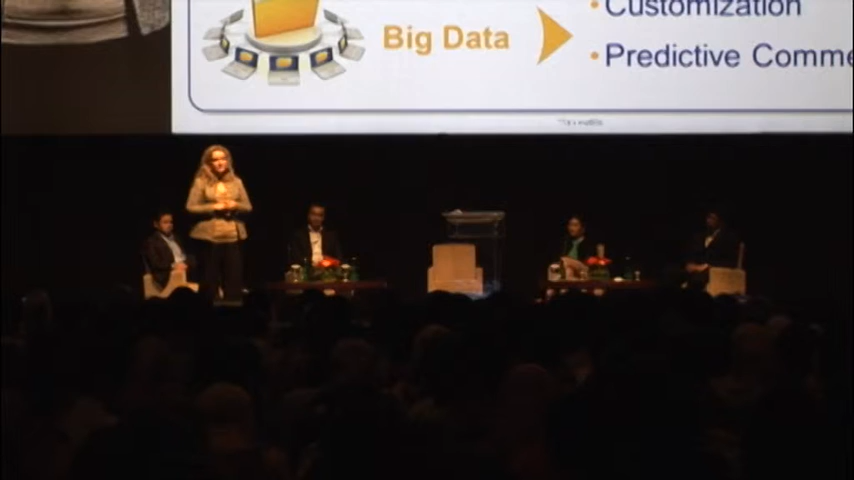 • Customization
Big Data
• Predictive Comme